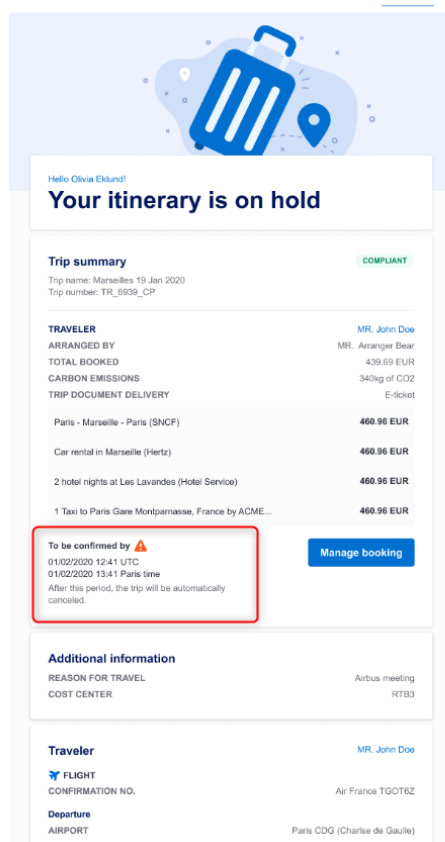 Hello Olivia Eklund!
Your itinerary is on hold
Trip summary COMPLIANT
Trip name: Marseilles 19 Jan 2020
Trip number: TR_6939_CP
TRAVELER MR. John Doe
ARRANGED BY MR. Arranger Bear
TOTAL BOOKED 439.69 EUR
CARBON EMISSIONS 340kg of CO2
TRIP DOCUMENT DELIVERY E-ticket
Paris - Marseille - Paris (SNCF) 460.96 EUR
Car rental in Marseille (Hertz) 460.96 EUR
2 hotel nights at Les Lavandes (Hotel Service) 460.96 EUR
1 Taxi to Paris Gare Montparnasse, France by ACME... 460.96 EUR
To be confirmed by
01/02/2020 12:41 UTC
01/02/2020 13:41 Paris time
After this period, the trip will be automatically
canceled.
Manage booking
Additional information
REASON FOR TRAVEL Airbus meeting
COST CENTER RTB3
Traveler MR. John Doe
FLIGHT
CONFIRMATION NO. Air France TGOT6Z
Departure
AIRPORT Paris CDG (Charlse de Gaulle)